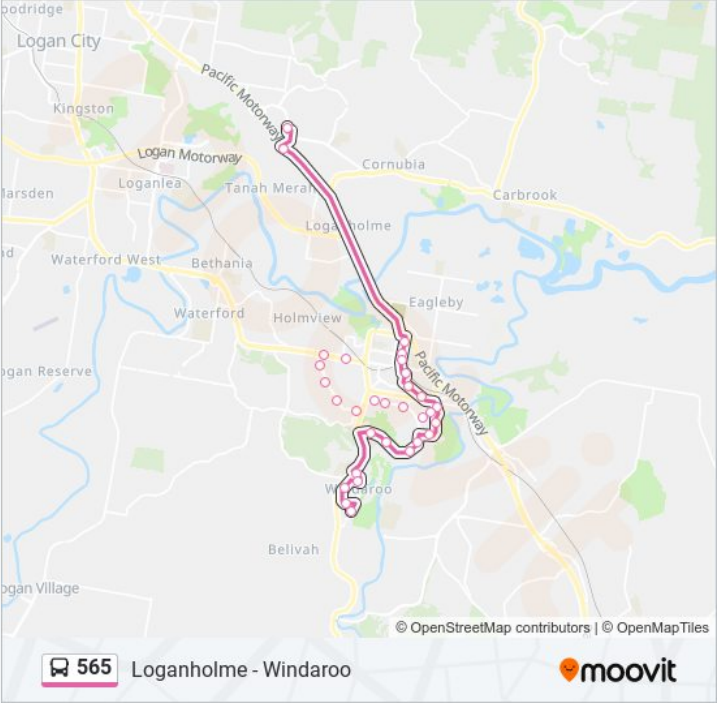 oodridge
Logan City
Pacific Motorway
Kingston
Logan Motorway
Cornubia
Loganlea
Tanah Merah
Carbrook
Marsden
Loganholme
ad
Waterford West
Bethania
Eagleby
Waterford
Holmview
ogan Reserve
Pacific Motorway
Windaroo
Belivah
ogan Village
© OpenStreetMap contributors | © OpenMapTiles
565 Loganholme - Windaroo
moovit